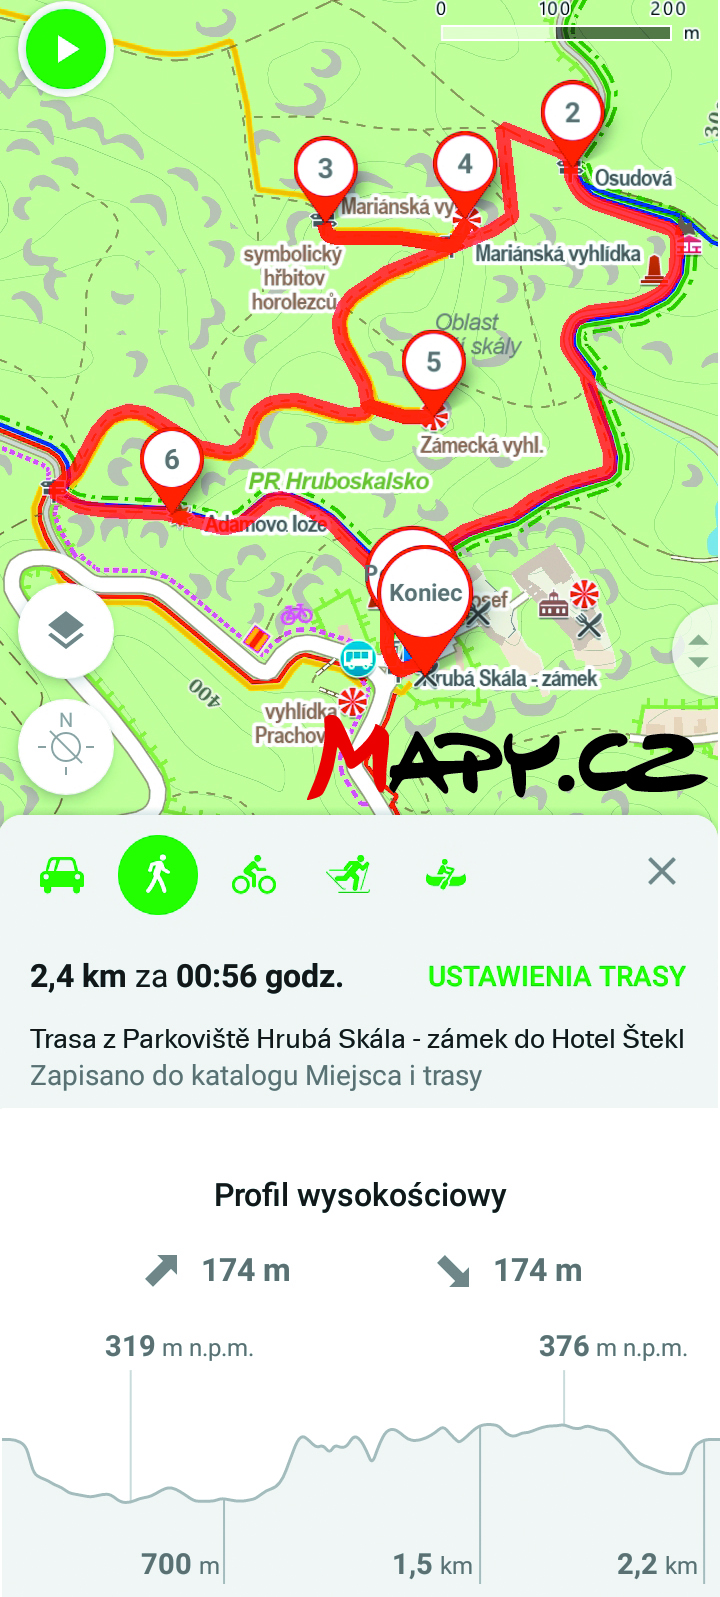 0 100 200 m
2
Osudová
3
4
Mariánská vy
symbolický
hřbitov
horolezců
Mariánská vyhlídka
Oblast
skály
5
Zámecká vyhl.
6
PR Hruboskalsko
Adamovo lože
Koniec
Hrubá Skála - zámek
400
N
vyhlídka
Prachov
MAPY.CZ
2,4 km za 00:56 godz.
USTAWIENIA TRASY
Trasa z Parkoviště Hrubá Skála - zámek do Hotel Štekl
Zapisano do katalogu Miejsca i trasy
Profil wysokościowy
174 m
174 m
319 m n.p.m.
376 m n.p.m.
700 m
1,5 km
2,2 km